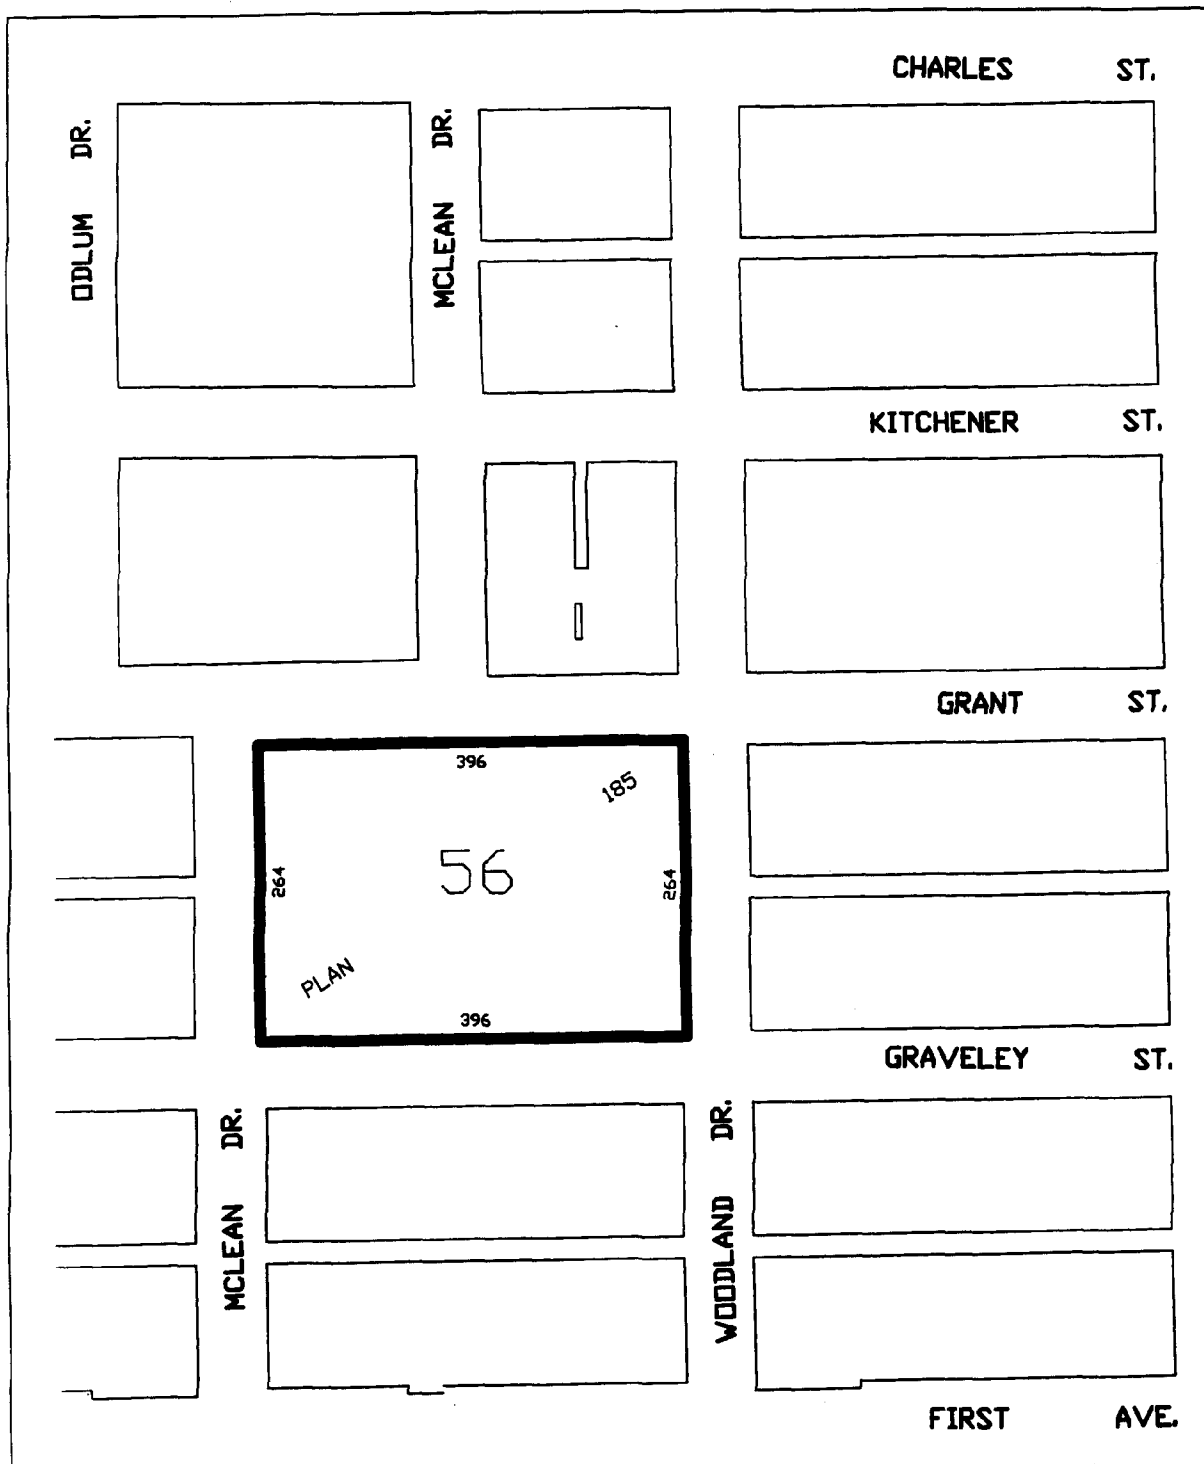 CHARLES ST.
ODLUM DR.
MCLEAN DR.
KITCHENER ST.
GRANT ST.
396
185
56
264
264
PLAN
396
GRAVELEY ST.
MCLEAN DR.
WOODLAND DR.
FIRST AVE.